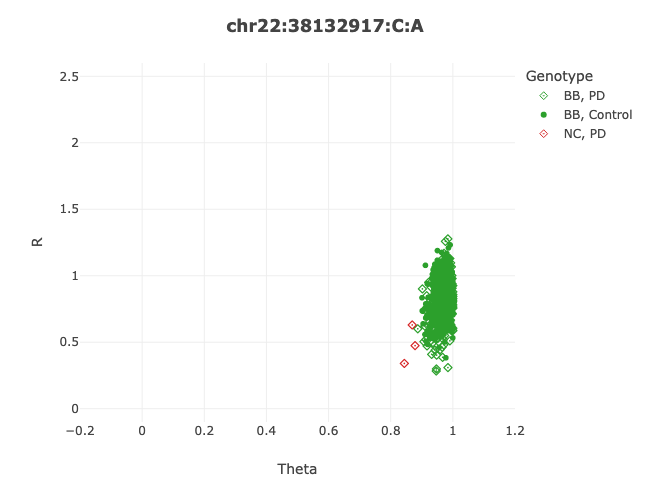 chr22:38132917:C:A
Genotype
BB, PD
BB, Control
NC, PD
2.5
2
1.5
1
0.5
0
R
−0.2
0
0.2
0.4
0.6
0.8
1
1.2
Theta